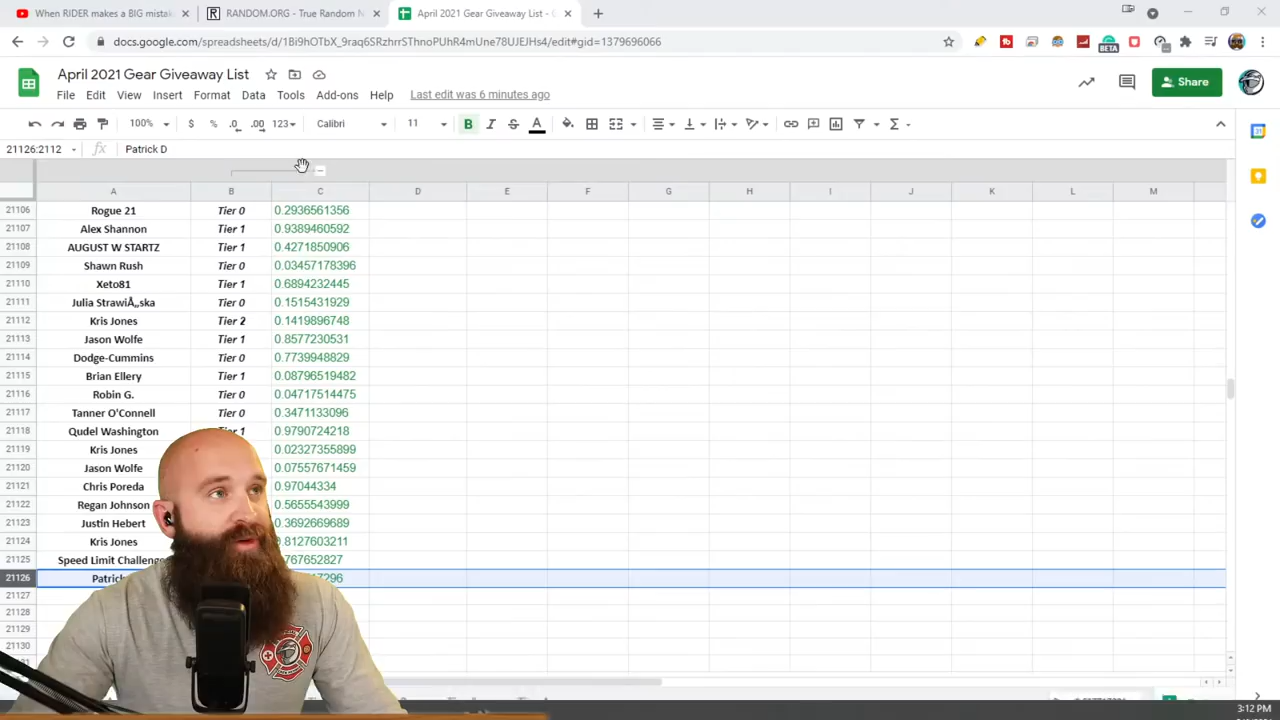 When RIDER makes a BIG mistak
RANDOM.ORG - True Random N
April 2021 Gear Giveaway List - G
docs.google.com/spreadsheets/d/1Bi9hOTbX_9raq6SRzhrrSThnoPUhR4mUne78UJEJHs4/edit#gid=1379696066
BETA
April 2021 Gear Giveaway List
Share
File Edit View Insert Format Data Tools Add-ons Help Last edit was 6 minutes ago
100% $ % .0 .00 123 Calibri 11 B I S A
21126:2112 fx Patrick D
A B C D E F G H I J K L M
21106 Rogue 21 Tier 0 0.2936561356
21107 Alex Shannon Tier 1 0.9389460592
21108 AUGUST W STARTZ Tier 1 0.4271850906
21109 Shawn Rush Tier 0 0.03457178396
21110 Xeto81 Tier 1 0.6894232445
21111 Julia StrawiÅ„ska Tier 0 0.1515431929
21112 Kris Jones Tier 2 0.1419896748
21113 Jason Wolfe Tier 1 0.8577230531
21114 Dodge-Cummins Tier 0 0.7739948829
21115 Brian Ellery Tier 1 0.08796519482
21116 Robin G. Tier 0 0.04717514475
21117 Tanner O'Connell Tier 0 0.3471133096
21118 Qudel Washington Tier 1 0.9790724218
21119 Kris Jones 0.02327355899
21120 Jason Wolfe 0.07557671459
21121 Chris Poreda 0.97044334
21122 Regan Johnson 0.5655543999
21123 Justin Hebert 0.3692669689
21124 Kris Jones .8127603211
21125 Speed Limit Challenge 767652827
21126 Patrick 7296
21127
21128
21129
21130
3:12 PM